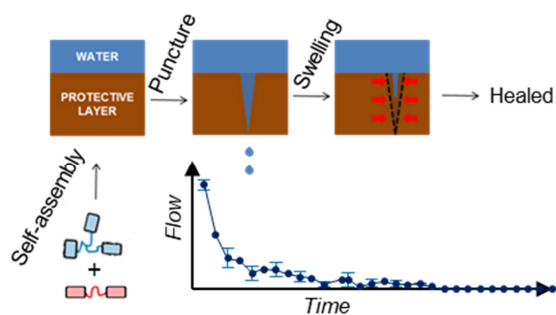 WATER
PROTECTIVE
LAYER
Puncture
Swelling
Healed
Self-assembly
+
Flow
Time